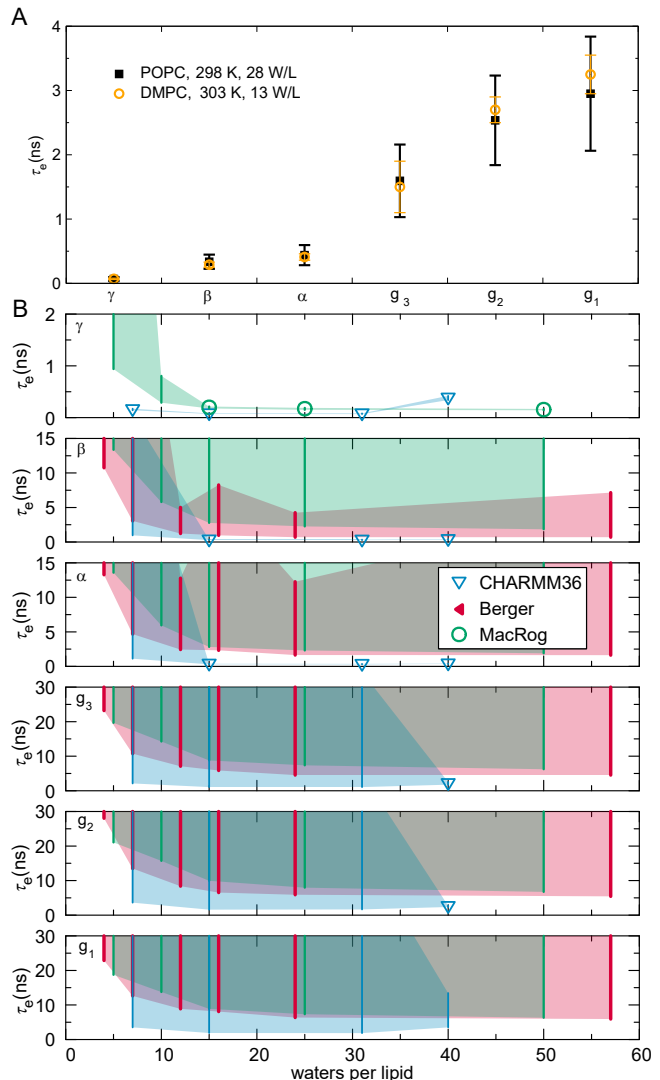 A
4
3
2
1
0
τe(ns)
POPC, 298 K, 28 W/L
DMPC, 303 K, 13 W/L
γ β α g3 g2 g1
B
γ
τe(ns)
2
1
0
β
τe(ns)
15
10
5
0
α
τe(ns)
15
10
5
0
CHARMM36
Berger
MacRog
g3
τe(ns)
30
20
10
0
g2
τe(ns)
30
20
10
0
g1
τe(ns)
30
20
10
0
0 10 20 30 40 50 60
waters per lipid